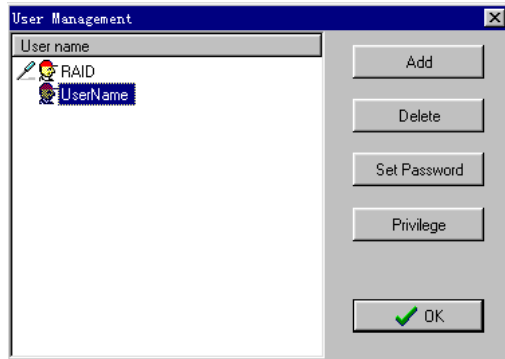 User Management
User name
RAID
UserName
Add
Delete
Set Password
Privilege
OK